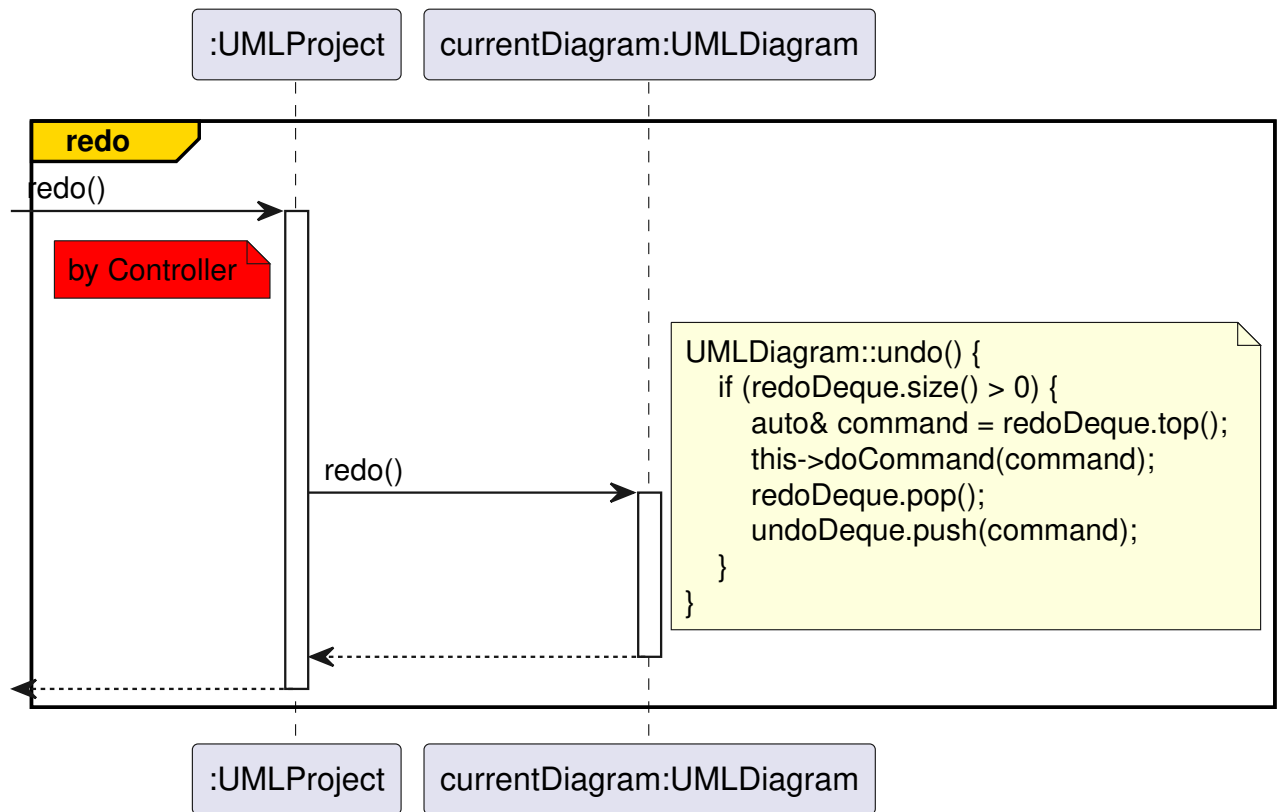 :UMLProject
currentDiagram:UMLDiagram
redo
redo()
by Controller
UMLDiagram::undo() {
if (redoDeque.size() > 0) {
auto& command = redoDeque.top();
this->doCommand(command);
redoDeque.pop();
undoDeque.push(command);
}
}
redo()
:UMLProject
currentDiagram:UMLDiagram